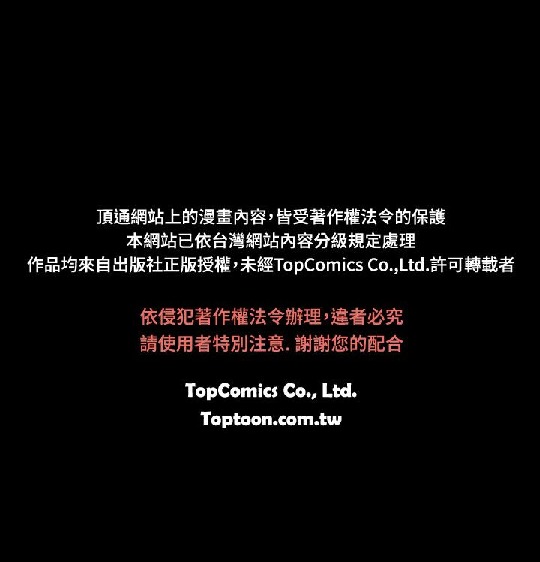 頂通網站上的漫畫內容,皆受著作權法令的保護
本網站已依台灣網站內容分級規定處理
作品均來自出版社正版授權,未經TopComics Co.,Ltd.許可轉載者
依侵犯著作權法令辦理,違者必究
請使用者特別注意. 謝謝您的配合
TopComics Co., Ltd.
Toptoon.com.tw